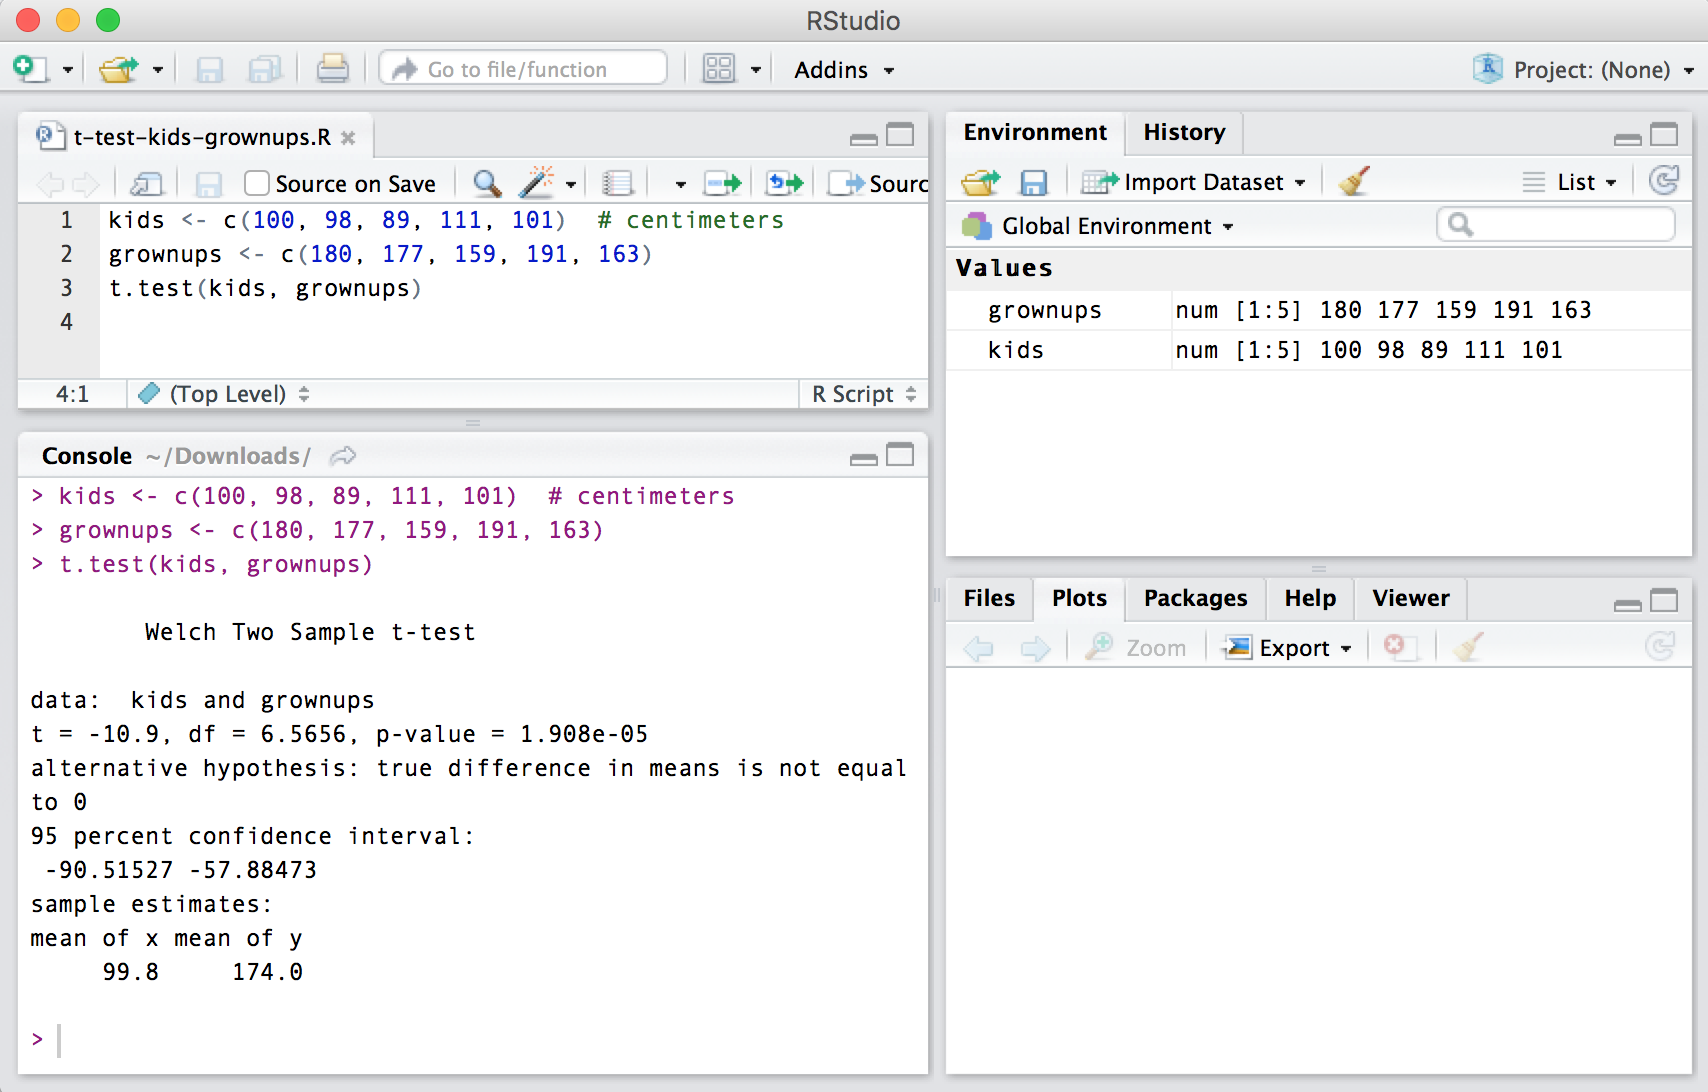 RStudio
Go to file/function
Addins
Project: (None)
t-test-kids-grownups.R
Source on Save
Sourc
1 kids <- c(100, 98, 89, 111, 101)  # centimeters
2 grownups <- c(180, 177, 159, 191, 163)
3 t.test(kids, grownups)
4
4:1 (Top Level) R Script
Console ~/Downloads/
> kids <- c(100, 98, 89, 111, 101)  # centimeters
> grownups <- c(180, 177, 159, 191, 163)
> t.test(kids, grownups)
Welch Two Sample t-test
data:  kids and grownups
t = -10.9, df = 6.5656, p-value = 1.908e-05
alternative hypothesis: true difference in means is not equal
to 0
95 percent confidence interval:
-90.51527 -57.88473
sample estimates:
mean of x mean of y
99.8     174.0
>
Environment History
Import Dataset List
Global Environment
Values
grownups num [1:5] 180 177 159 191 163
kids num [1:5] 100 98 89 111 101
Files Plots Packages Help Viewer
Zoom Export